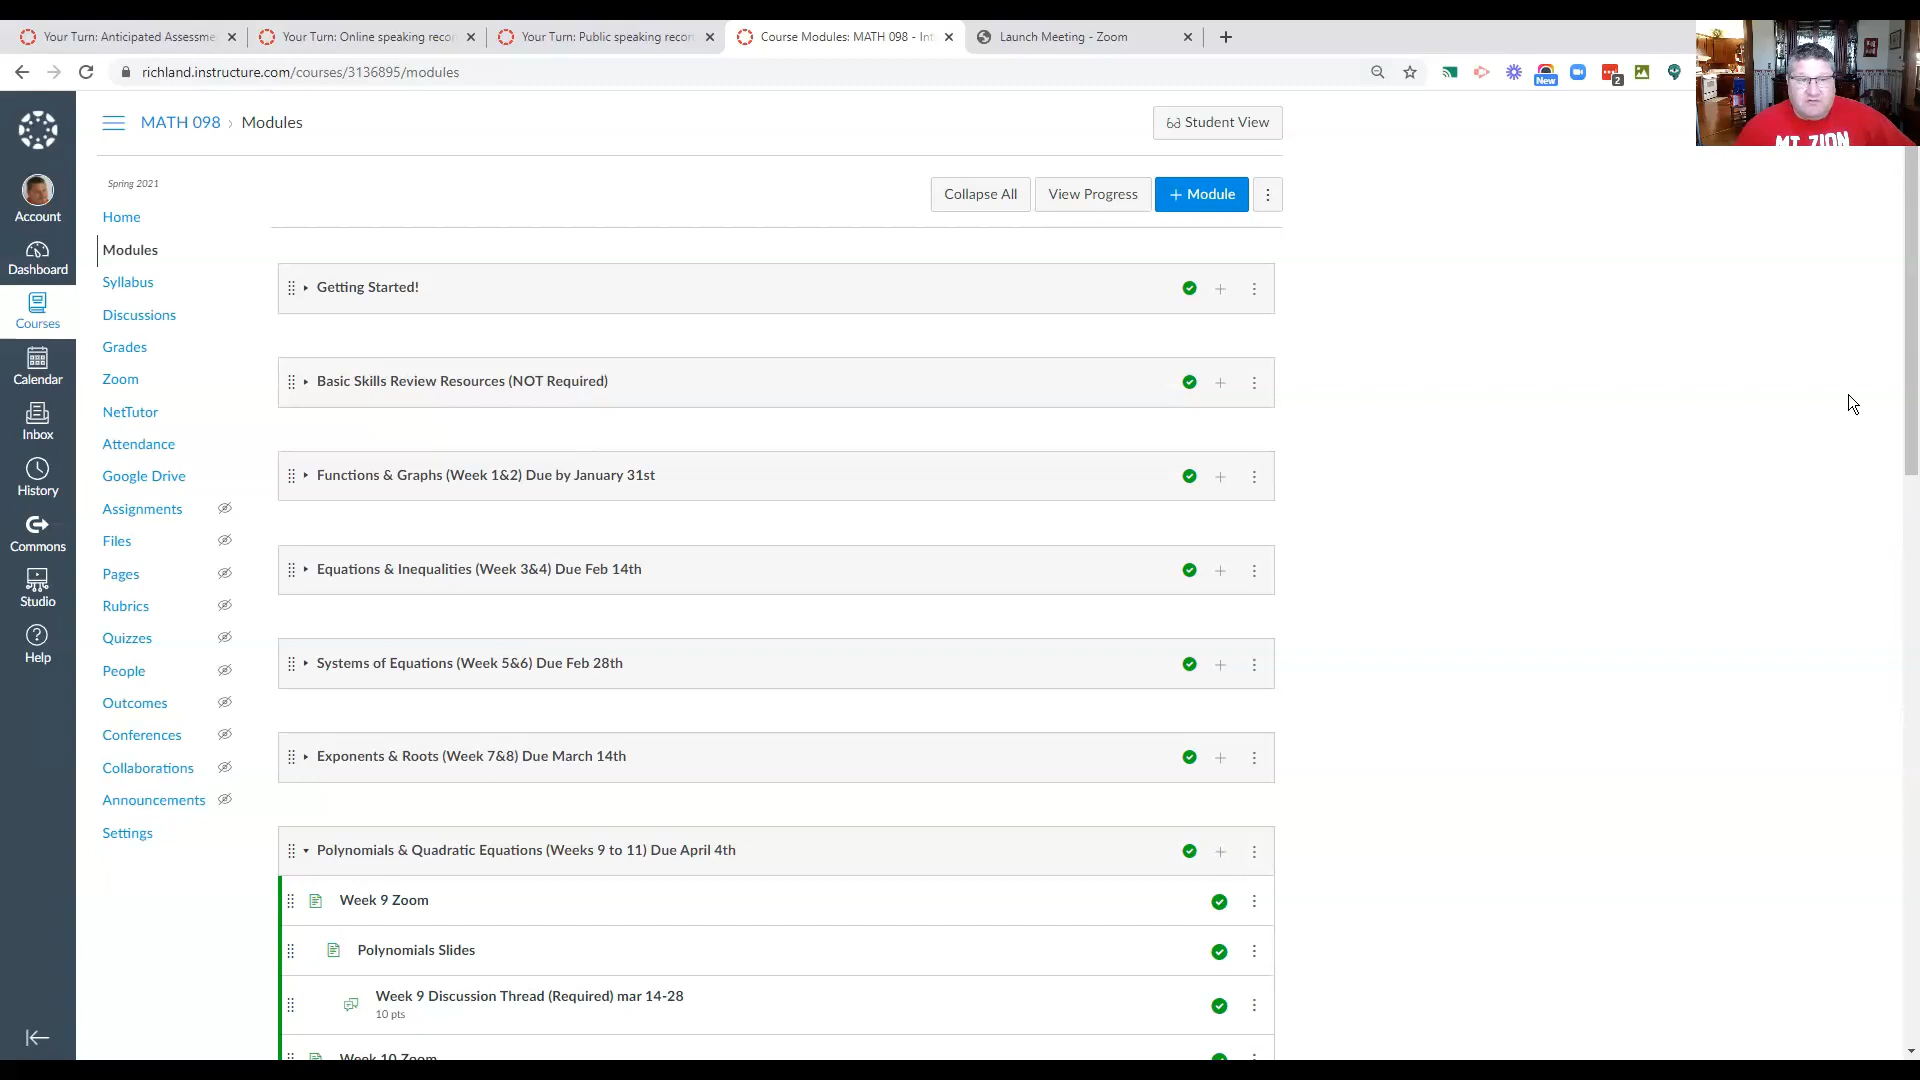 Your Turn: Anticipated Assessme
Your Turn: Online speaking reco
Your Turn: Public speaking reco
Course Modules: MATH 098 - Int
Launch Meeting - Zoom
richland.instructure.com/courses/3136895/modules
New
2
MT. ZION
MATH 098 › Modules
Student View
Spring 2021
Collapse All
View Progress
+ Module
Account
Dashboard
Courses
Calendar
Inbox
History
Commons
Studio
Help
Home
Modules
Syllabus
Discussions
Grades
Zoom
NetTutor
Attendance
Google Drive
Assignments
Files
Pages
Rubrics
Quizzes
People
Outcomes
Conferences
Collaborations
Announcements
Settings
Getting Started!
Basic Skills Review Resources (NOT Required)
Functions & Graphs (Week 1&2) Due by January 31st
Equations & Inequalities (Week 3&4) Due Feb 14th
Systems of Equations (Week 5&6) Due Feb 28th
Exponents & Roots (Week 7&8) Due March 14th
Polynomials & Quadratic Equations (Weeks 9 to 11) Due April 4th
Week 9 Zoom
Polynomials Slides
Week 9 Discussion Thread (Required) mar 14-28
10 pts
Week 10 Zoom